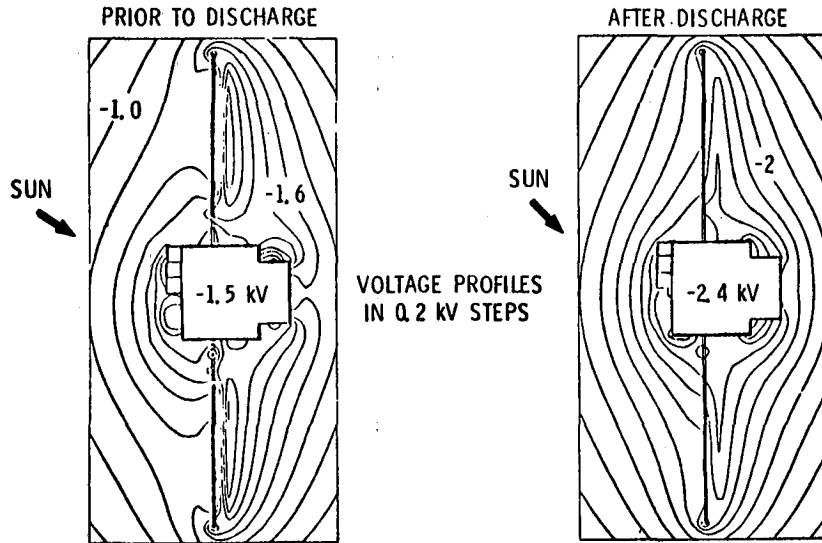 PRIOR TO DISCHARGE
AFTER DISCHARGE
-1.0
SUN
-1.6
-1.5 kV
VOLTAGE PROFILES
IN 0.2 kV STEPS
SUN
-2
-2.4 kV